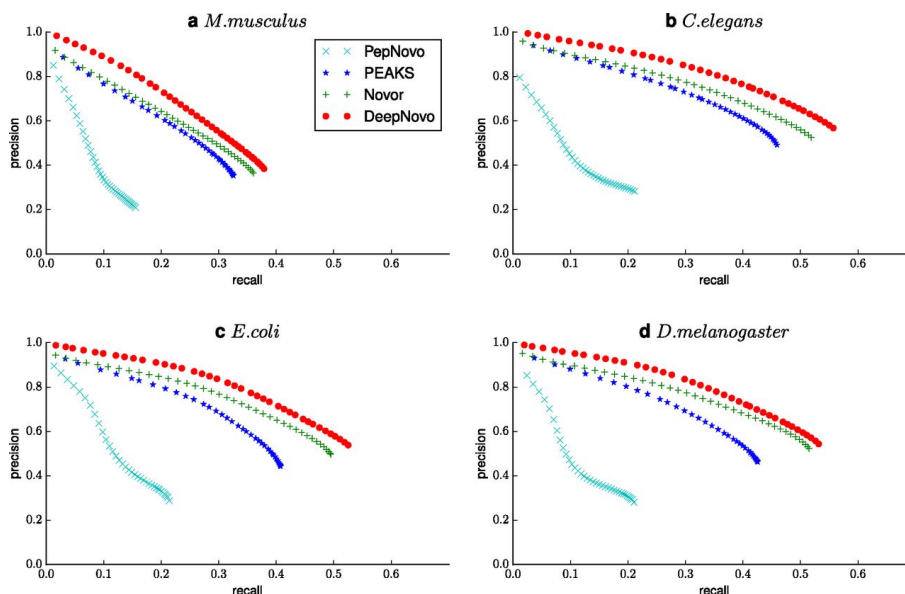 a M.musculus
1.0
0.8
0.6
0.4
0.2
0.0
precision
0.0 0.1 0.2 0.3 0.4 0.5 0.6
recall
PepNovo
PEAKS
Novor
DeepNovo
b C.elegans
1.0
0.8
0.6
0.4
0.2
0.0
precision
0.0 0.1 0.2 0.3 0.4 0.5 0.6
recall
c E.coli
1.0
0.8
0.6
0.4
0.2
0.0
precision
0.0 0.1 0.2 0.3 0.4 0.5 0.6
recall
d D.melanogaster
1.0
0.8
0.6
0.4
0.2
0.0
precision
0.0 0.1 0.2 0.3 0.4 0.5 0.6
recall